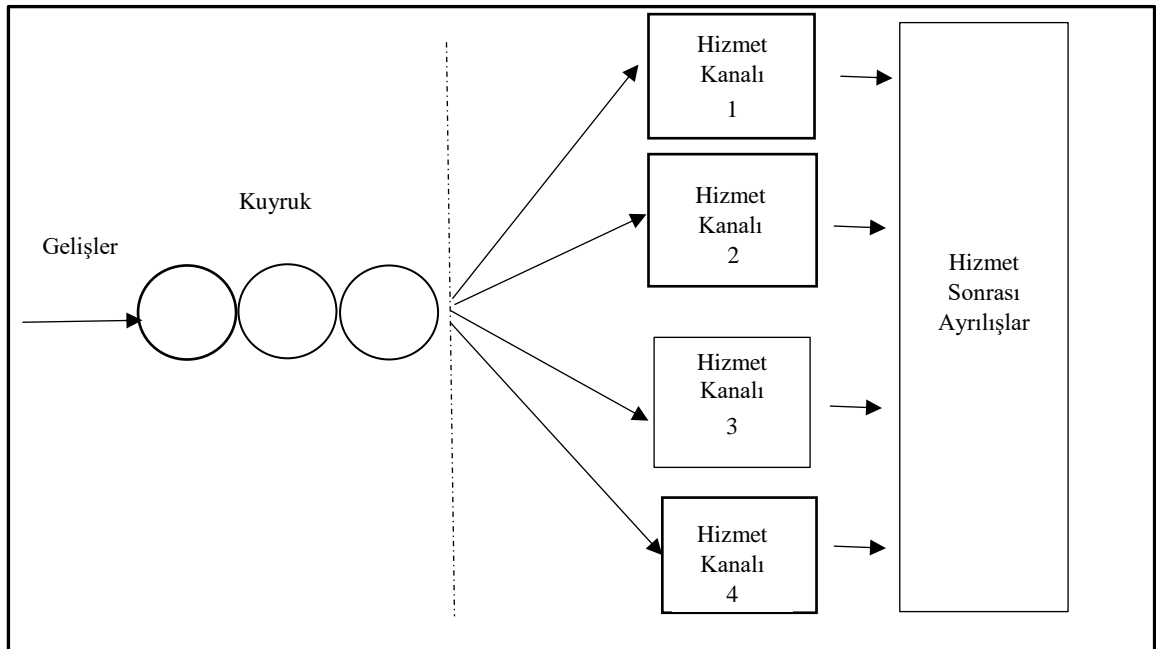 Gelişler
Kuyruk
Hizmet
Kanalı
1
Hizmet
Kanalı
2
Hizmet
Kanalı
3
Hizmet
Kanalı
4
Hizmet
Sonrası
Ayrılışlar